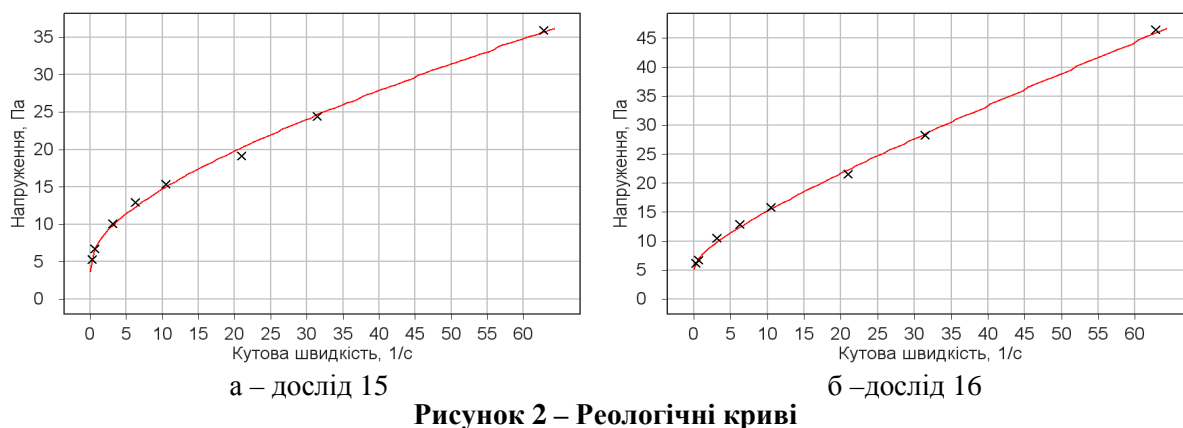 Напруження, Па
35
30
25
20
15
10
5
0
0 5 10 15 20 25 30 35 40 45 50 55 60
Кутова швидкість, 1/с
а – дослід 15
Напруження, Па
45
40
35
30
25
20
15
10
5
0
0 5 10 15 20 25 30 35 40 45 50 55 60
Кутова швидкість, 1/с
б –дослід 16
Рисунок 2 – Реологічні криві